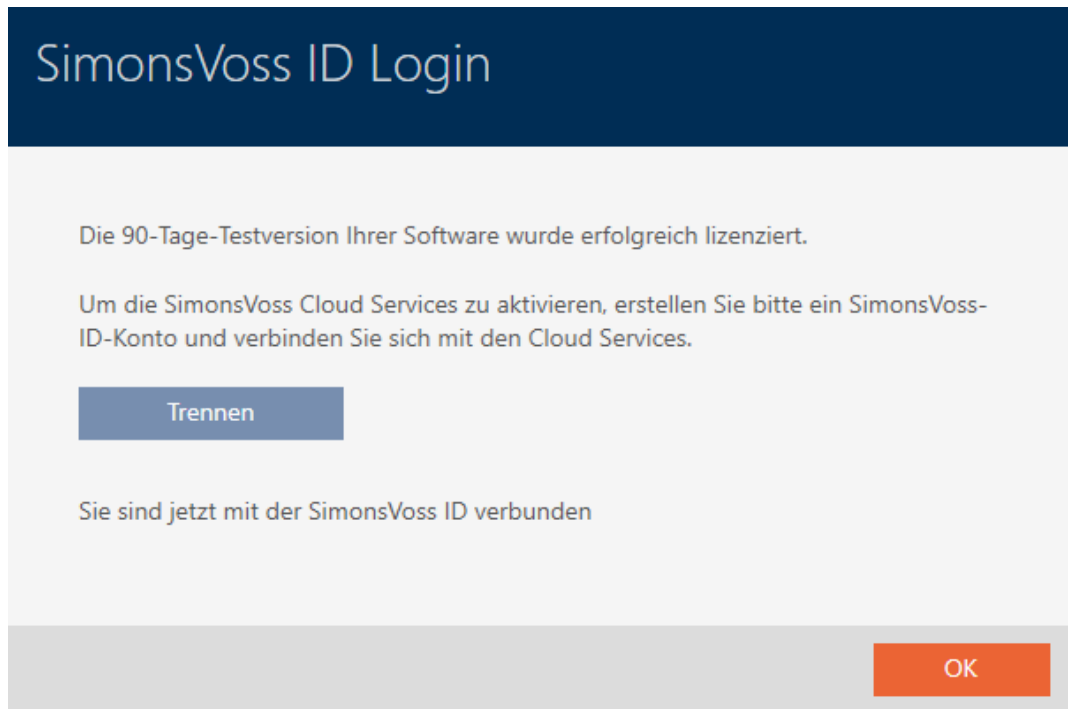 SimonsVoss ID Login
Die 90-Tage-Testversion Ihrer Software wurde erfolgreich lizenziert.
Um die SimonsVoss Cloud Services zu aktivieren, erstellen Sie bitte ein SimonsVoss-
ID-Konto und verbinden Sie sich mit den Cloud Services.
Trennen
Sie sind jetzt mit der SimonsVoss ID verbunden
OK